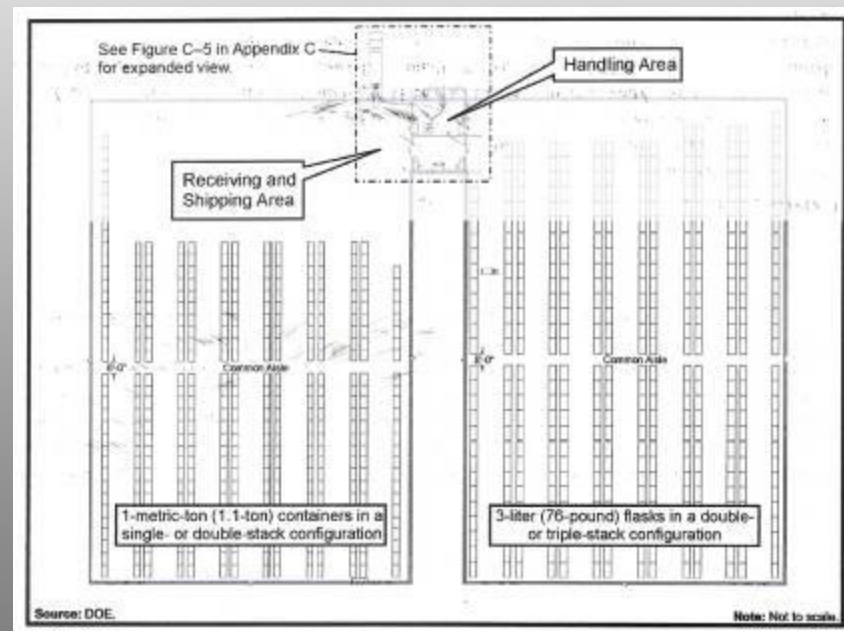 See Figure C–5 in Appendix C
for expanded view.
Handling Area
Receiving and
Shipping Area
Common Aisle
Common Aisle
1-metric-ton (1.1-ton) containers in a
single- or double-stack configuration
3-liter (76-pound) flasks in a double-
or triple-stack configuration
Source: DOE.
Note: Not to scale.